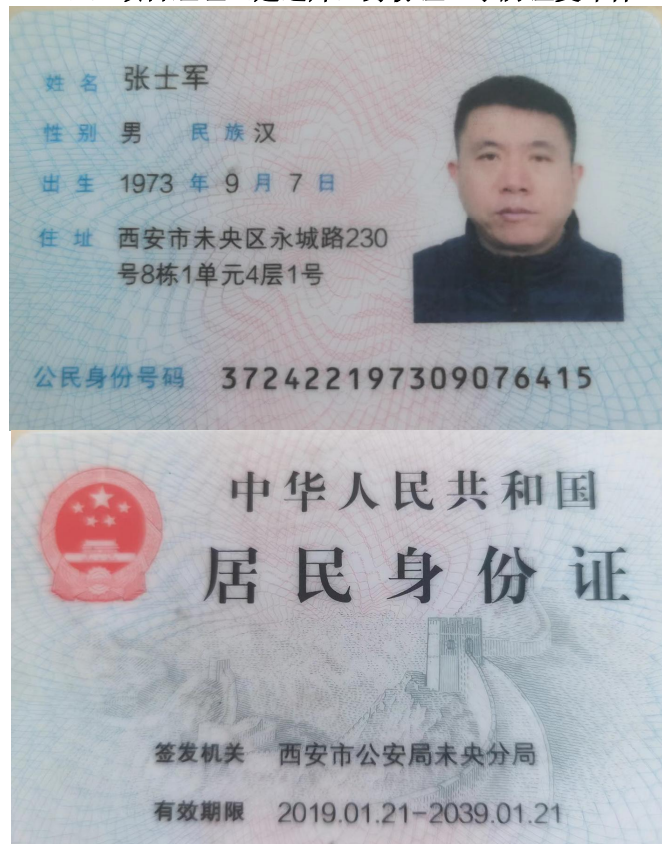 姓名 张士军
性别 男 民族 汉
出生 1973 年 9 月 7 日
住址 西安市未央区永城路230
号8栋1单元4层1号
公民身份号码 372422197309076415
中华人民共和国
居民身份证
签发机关 西安市公安局未央分局
有效期限 2019.01.21-2039.01.21